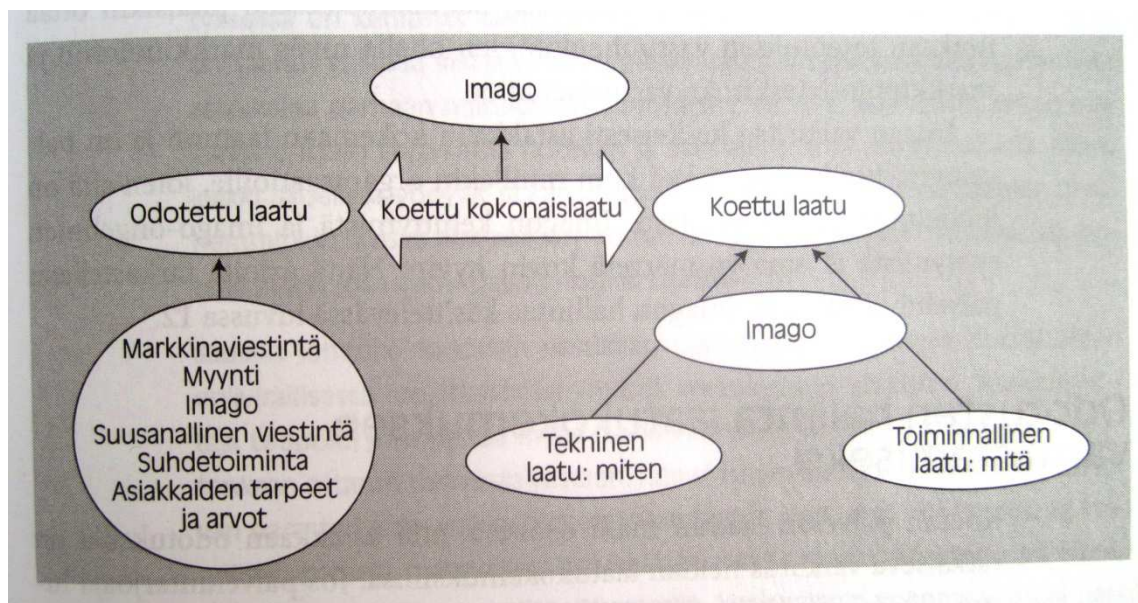 Imago
Odotettu laatu
Koettu kokonaislaatu
Koettu laatu
Markkinaviestintä
Myynti
Imago
Suusanallinen viestintä
Suhdetoiminta
Asiakkaiden tarpeet
ja arvot
Imago
Tekninen
laatu: miten
Toiminnallinen
laatu: mitä